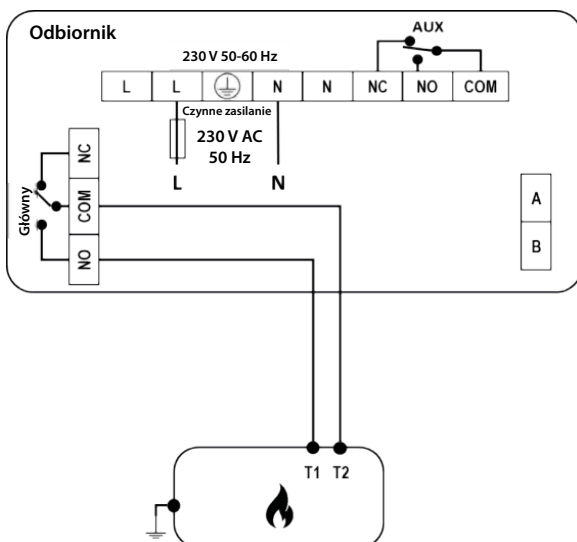 Odbiornik
AUX
230 V 50-60 Hz
L L N N NC NO COM
Czynne zasilanie
230 V AC
50 Hz
L N
Główny
NC
COM
NO
A
B
T1 T2